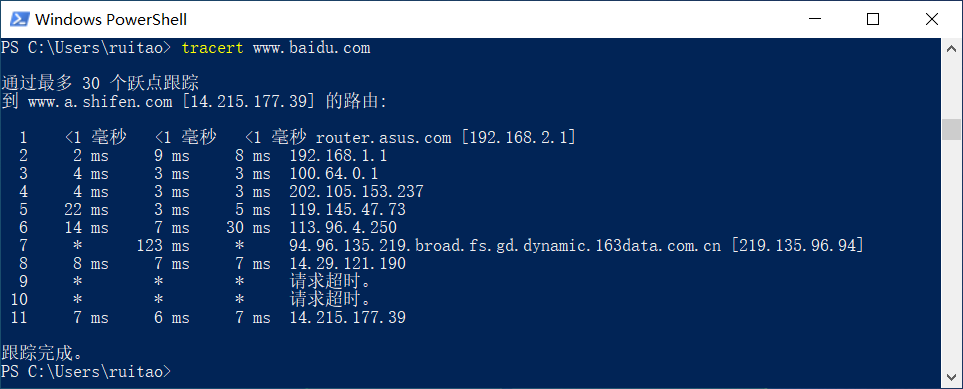 Windows PowerShell
PS C:\Users\ruitao> tracert www.baidu.com
通过最多 30 个跃点跟踪
到 www.a.shifen.com [14.215.177.39] 的路由:
1 <1 毫秒 <1 毫秒 <1 毫秒 router.asus.com [192.168.2.1]
2 2 ms 9 ms 8 ms 192.168.1.1
3 4 ms 3 ms 3 ms 100.64.0.1
4 4 ms 3 ms 3 ms 202.105.153.237
5 22 ms 3 ms 5 ms 119.145.47.73
6 14 ms 7 ms 30 ms 113.96.4.250
7 * 123 ms * 94.96.135.219.broad.fs.gd.dynamic.163data.com.cn [219.135.96.94]
8 8 ms 7 ms 7 ms 14.29.121.190
9 * * * 请求超时。
10 * * * 请求超时。
11 7 ms 6 ms 7 ms 14.215.177.39
跟踪完成。
PS C:\Users\ruitao>